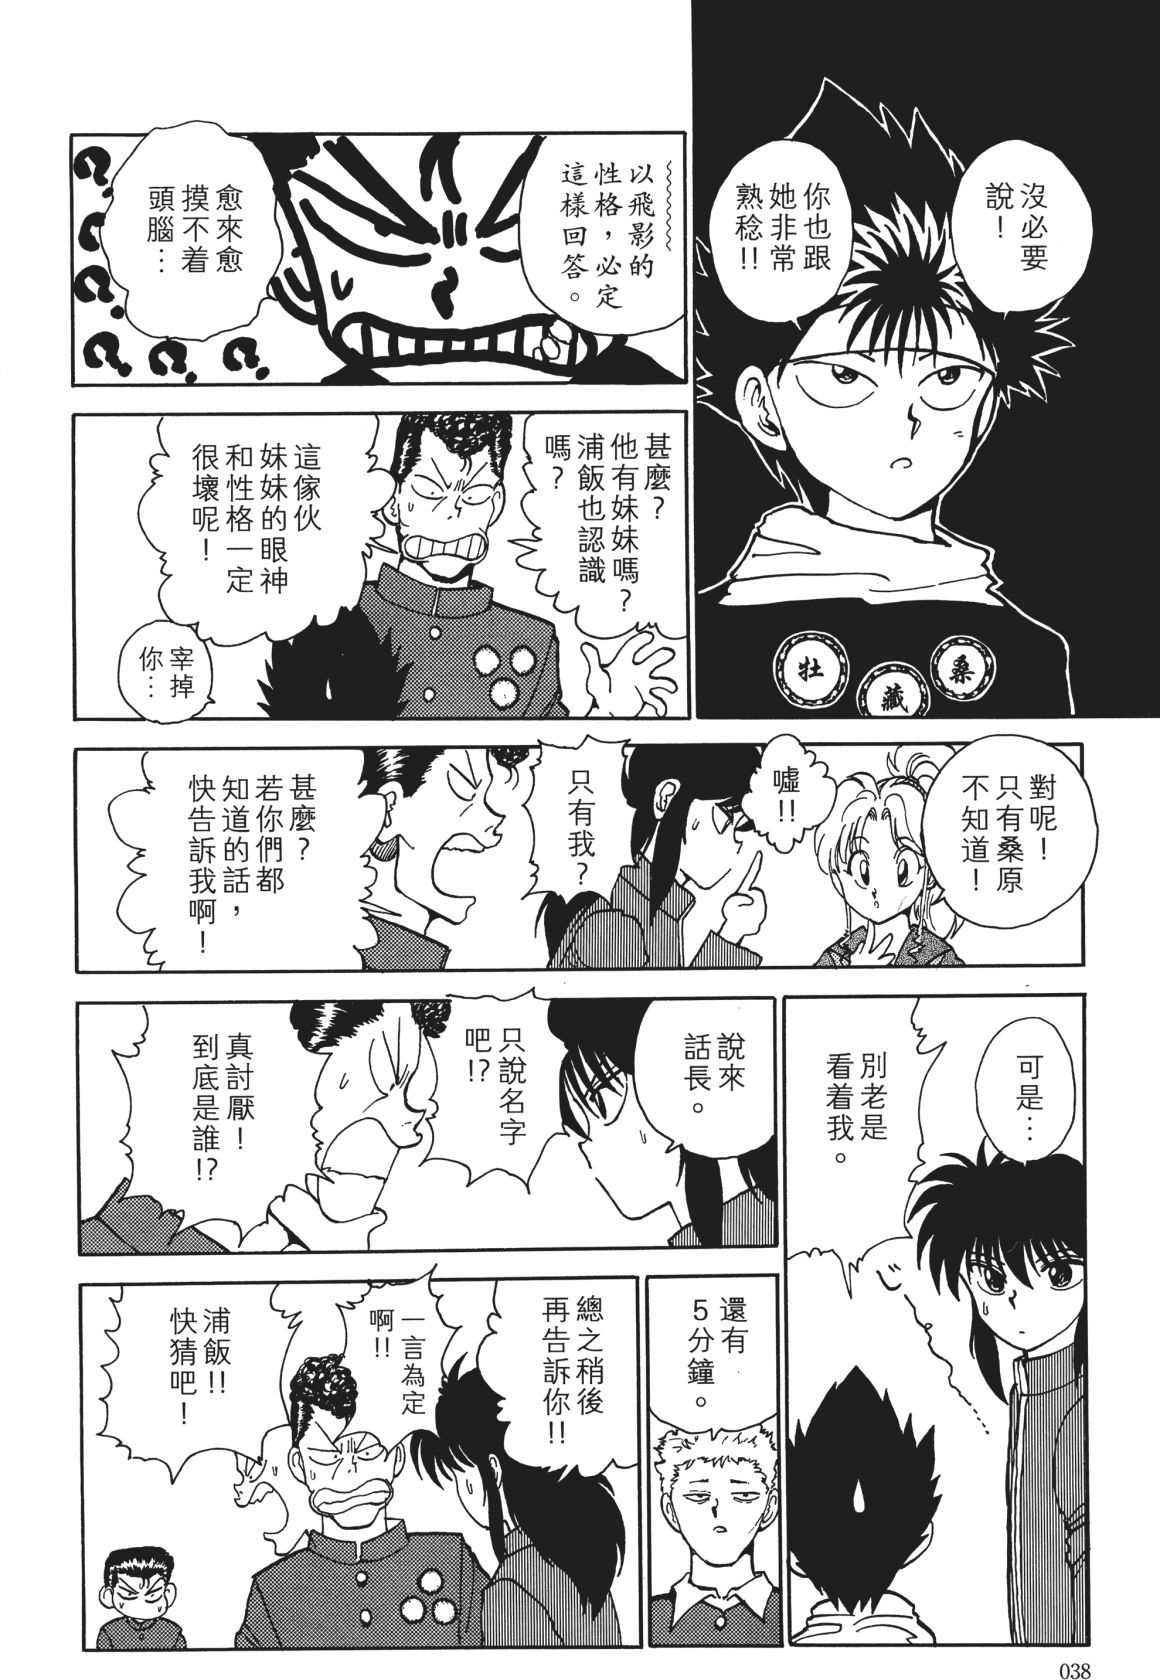 沒必要
說！
你也跟
她非常
熟稔!!
桑
藏
牡
以飛影的
性格，必定
這樣回答。
愈來愈
摸不着
頭腦…
甚麼？
他有妹妹嗎？
浦飯也認識
嗎？
這傢伙
妹妹的眼神
和性格一定
很壞呢！
宰掉
你…
對呢！
只有桑原
不知道！
噓!!
只有我？
甚麼？
若你們都
知道的話，
快告訴我啊！
可是…
別老是
看着我。
說來
話長。
只說名字
吧!?
真討厭！
到底是誰!?
還有
5分鐘。
總之稍後
再告訴你!!
一言為定
啊!!
浦飯!!
快猜吧！
038